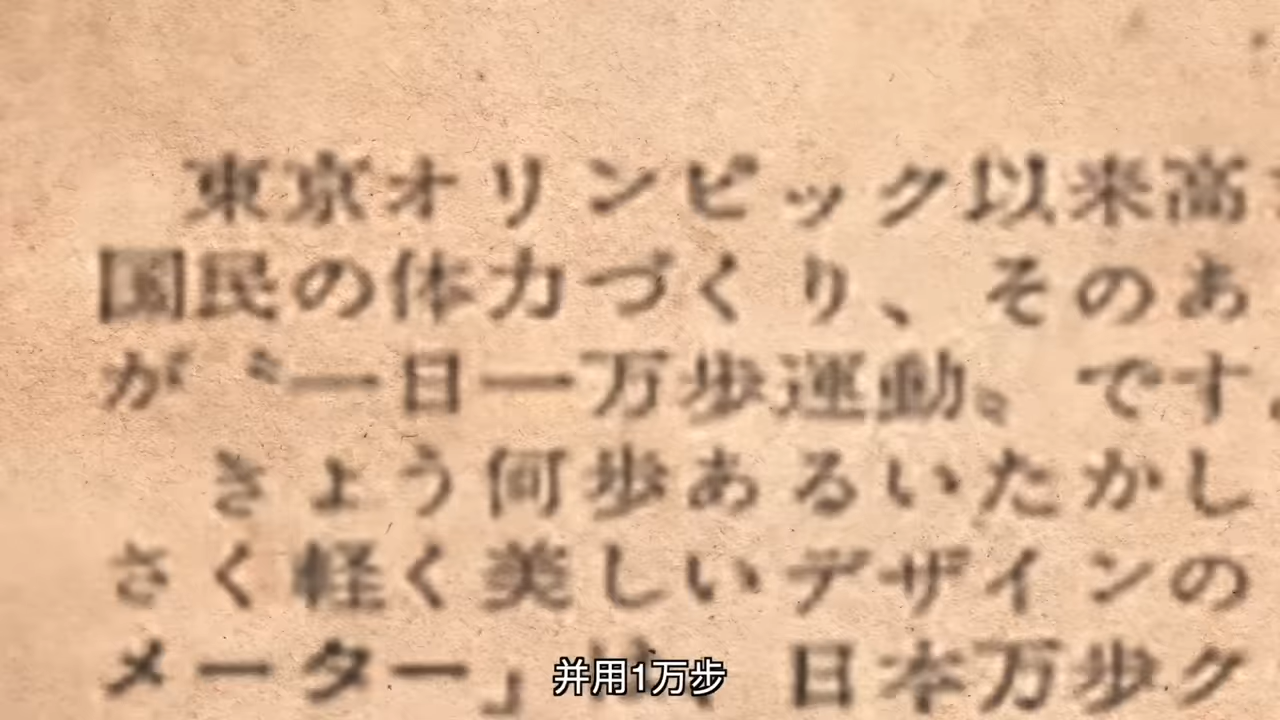 東京オリンピック以来高
国民の体力づくり、そのあ
が〝一日一万歩運動〟です。
きょう何歩あるいたかし
さく軽く美しいデザインの
メーター」は、日本万歩ク
并用1万步